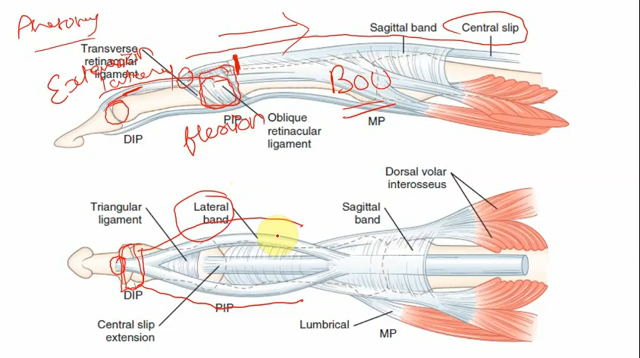 Anatomy
Sagittal band
Central slip
Transverse
retinacular
ligament
Extension
BOU
flexion
DIP
PIP
Oblique
retinacular
ligament
MP
Dorsal volar
interosseus
Triangular
ligament
Lateral
band
Sagittal
band
DIP
PIP
Central slip
extension
Lumbrical
MP